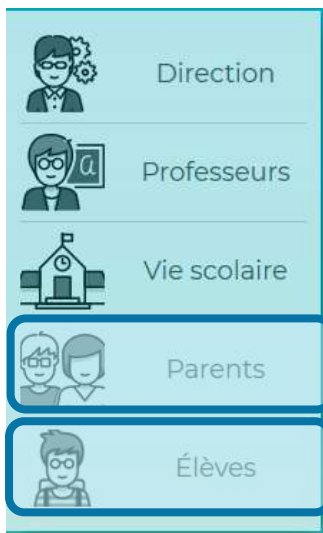 Direction
a
Professeurs
Vie scolaire
Parents
Élèves